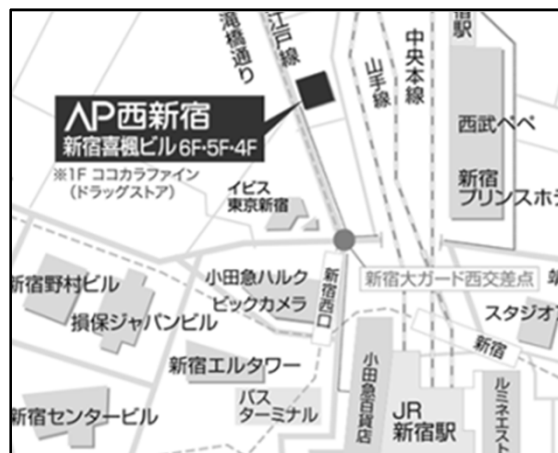 宿駅
江戸線
滝橋通り
中央本線
山手線
AP西新宿
新宿喜楓ビル 6F・5F・4F
※1F ココカラファイン
(ドラッグストア)
西武ペペ
新宿
プリンスホテ
イビス
東京新宿
新宿野村ビル
損保ジャパンビル
小田急ハルク
ビックカメラ
新宿西口
新宿大ガード西交差点
スタジオア
新宿
新宿エルタワー
バス
ターミナル
新宿センタービル
小田急百貨店
JR
新宿駅
ルミネエスト